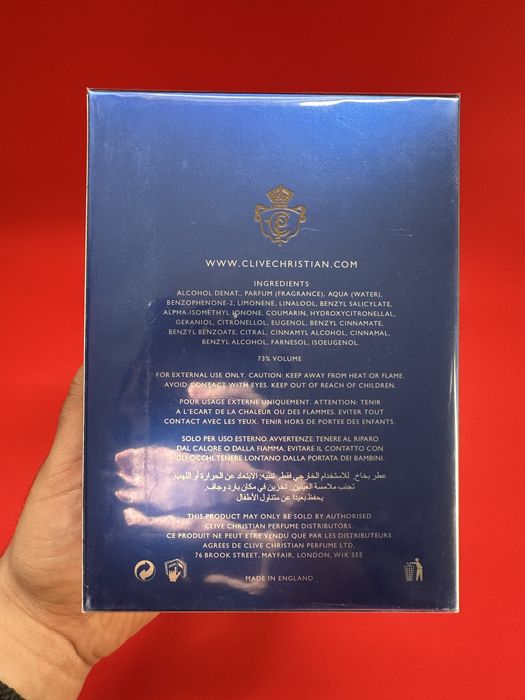 WWW.CLIVECHRISTIAN.COM
INGREDIENTS
ALCOHOL DENAT., PARFUM (FRAGRANCE), AQUA (WATER),
BENZOPHENONE-2, LIMONENE, LINALOOL, BENZYL SALICYLATE,
ALPHA-ISOMETHYL IONONE, COUMARIN, HYDROXYCITRONELLAL,
GERANIOL, CITRONELLOL, EUGENOL, BENZYL CINNAMATE,
BENZYL BENZOATE, CITRAL, CINNAMYL ALCOHOL, CINNAMAL,
BENZYL ALCOHOL, FARNESOL, ISOEUGENOL.
73% VOLUME
FOR EXTERNAL USE ONLY. CAUTION: KEEP AWAY FROM HEAT OR FLAME.
AVOID CONTACT WITH EYES. KEEP OUT OF REACH OF CHILDREN.
POUR USAGE EXTERNE UNIQUEMENT. ATTENTION: TENIR
A L'ECART DE LA CHALEUR OU DES FLAMMES. EVITER TOUT
CONTACT AVEC LES YEUX. TENIR HORS DE PORTEE DES ENFANTS.
SOLO PER USO ESTERNO. AVVERTENZE: TENERE AL RIPARO
DAL CALORE O DALLA FIAMMA. EVITARE IL CONTATTO CON
GLI OCCHI. TENERE LONTANO DALLA PORTATA DEI BAMBINI.
عطر بخاخ. للاستخدام الخارجي فقط. تنبيه: الابتعاد عن الحرارة أو اللهب.
تجنب ملامسة العينين. تخزين في مكان بارد وجاف.
يحفظ بعيدا عن متناول الأطفال
THIS PRODUCT MAY ONLY BE SOLD BY AUTHORISED
CLIVE CHRISTIAN PERFUME DISTRIBUTORS.
CE PRODUIT NE PEUT ETRE VENDU QUE PAR LES DISTRIBUTEURS
AGREES DE CLIVE CHRISTIAN PERFUME LTD,
76 BROOK STREET, MAYFAIR, LONDON, W1K 5EE
MADE IN ENGLAND